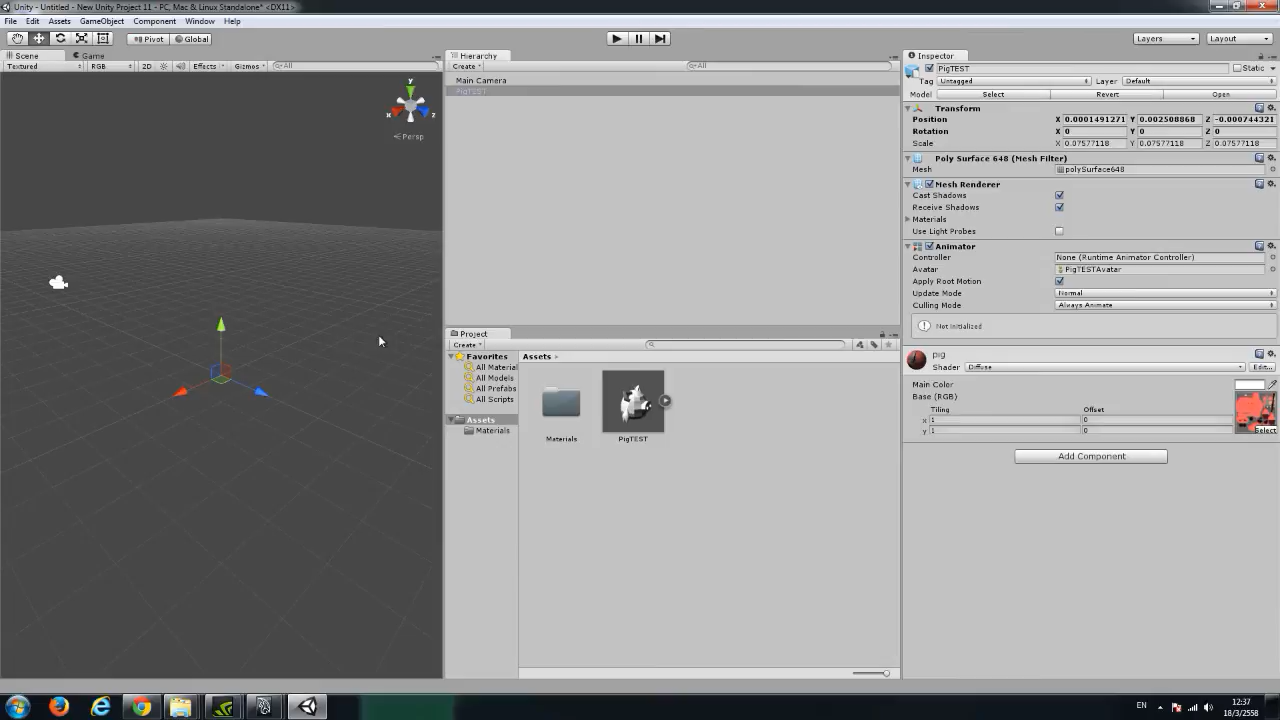 Unity - Untitled - New Unity Project 11 - PC, Mac & Linux Standalone* <DX11>
File Edit Assets GameObject Component Window Help
Pivot Global Layers Layout
Scene Game
Textured RGB 2D Effects Gizmos All
y
x z
Persp
Hierarchy
Create All
Main Camera
PigTEST
Project
Create
Favorites
All Material
All Models
All Prefabs
All Scripts
Assets
Materials
Assets
Materials PigTEST
Inspector
PigTEST Static
Tag Untagged Layer Default
Model Select Revert Open
Transform
Position X 0.0001491271 Y 0.002508868 Z -0.000744321
Rotation X 0 Y 0 Z 0
Scale X 0.07577118 Y 0.07577118 Z 0.07577118
Poly Surface 648 (Mesh Filter)
Mesh polySurface648
Mesh Renderer
Cast Shadows
Receive Shadows
Materials
Use Light Probes
Animator
Controller None (Runtime Animator Controller)
Avatar PigTESTAvatar
Apply Root Motion
Update Mode Normal
Culling Mode Always Animate
Not initialized
pig
Shader Diffuse Edit...
Main Color
Base (RGB)
Tiling Offset
x 1 0
y 1 0
Select
Add Component
EN 12:37
18/3/2558